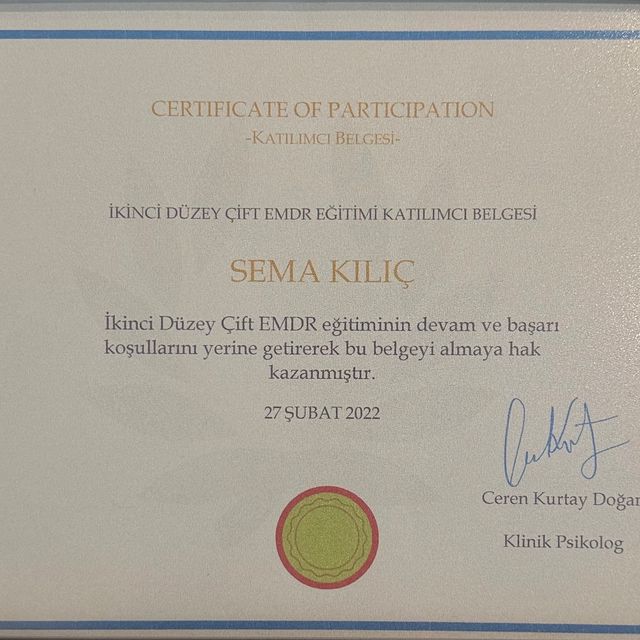 CERTIFICATE OF PARTICIPATION
-KATILIMCI BELGESİ-
İKİNCİ DÜZEY ÇİFT EMDR EĞİTİMİ KATILIMCI BELGESİ
SEMA KILIÇ
İkinci Düzey Çift EMDR eğitiminin devam ve başarı
koşullarını yerine getirerek bu belgeyi almaya hak
kazanmıştır.
27 ŞUBAT 2022
Ceren Kurtay Doğan
Klinik Psikolog